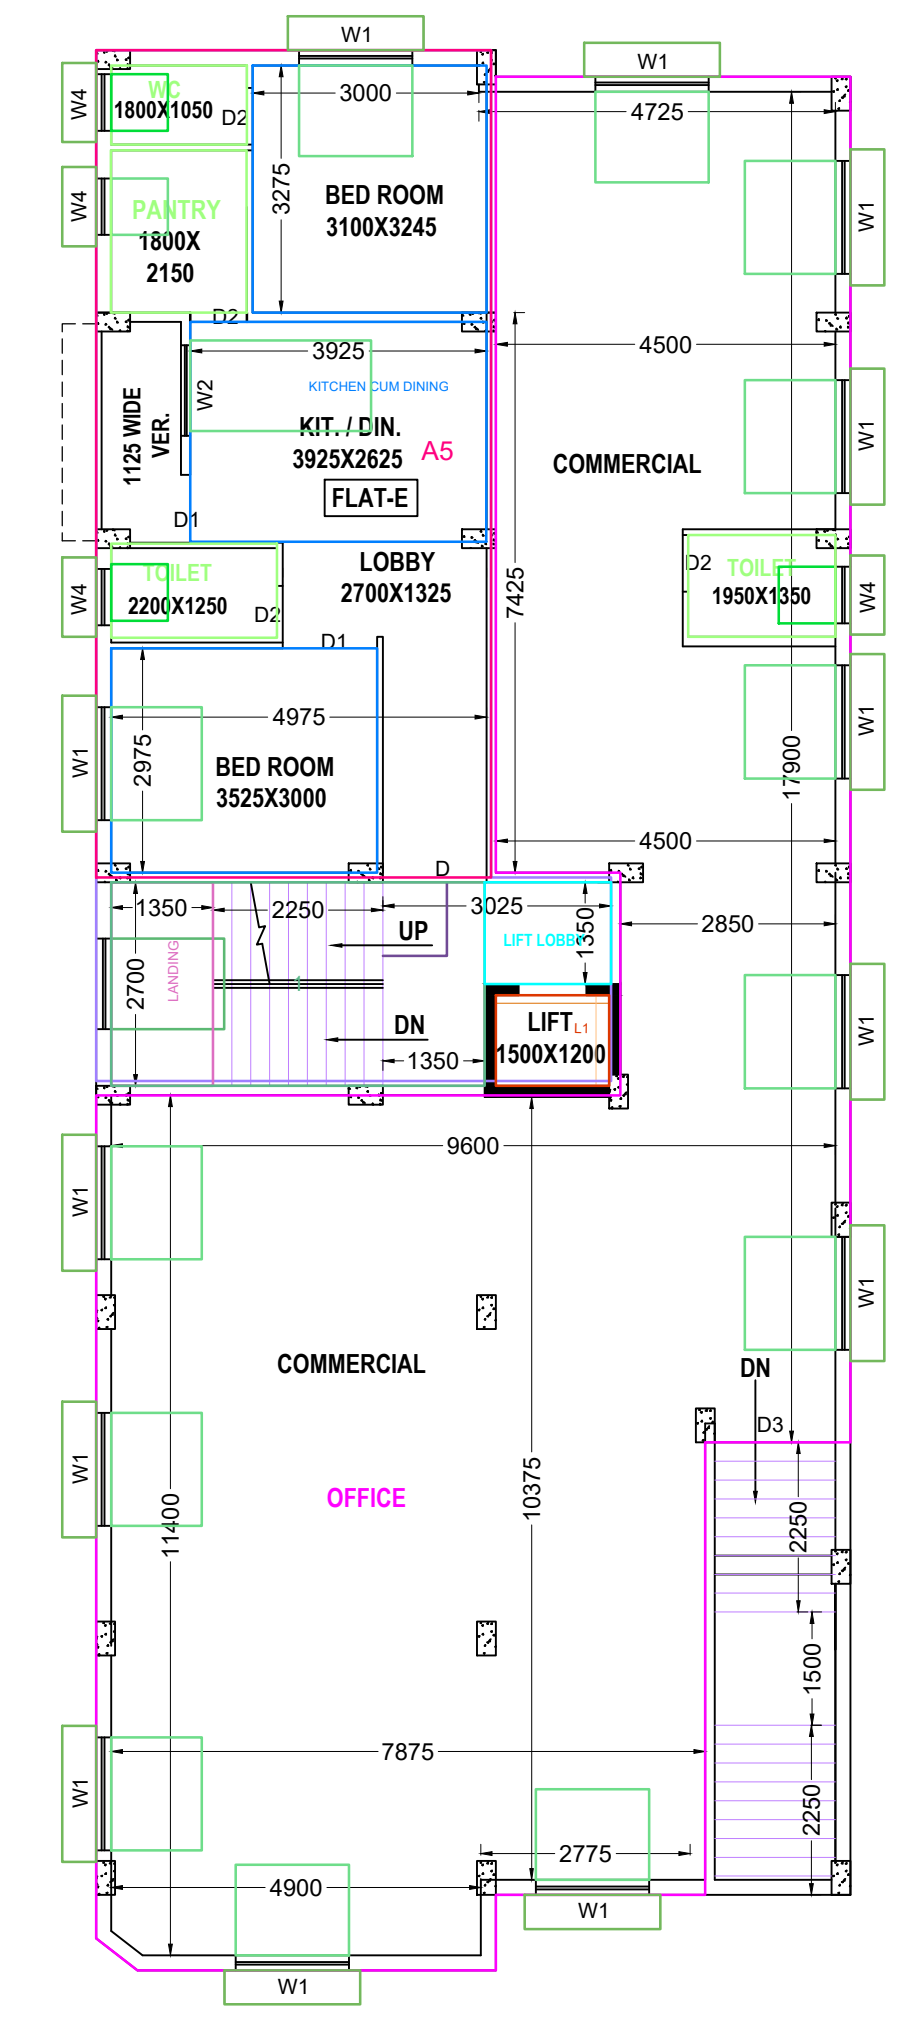 W1
W1
W4
WC
1800X1050
D2
3000
4725
W4
3275
BED ROOM
3100X3245
PANTRY
1800X
2150
W1
D2
3925
4500
KITCHEN CUM DINING
W2
1125 WIDE
VER.
KIT. / DIN.
3925X2625
A5
FLAT-E
COMMERCIAL
W1
D1
LOBBY
2700X1325
7425
W4
TOILET
2200X1250
D2
D1
D2
TOILET
1950X1350
W4
4975
2975
BED ROOM
3525X3000
W1
17900
W1
4500
D
1350
2250
3025
2850
UP
1350
LIFT LOBBY
LANDING
2700
DN
1350
LIFT
L1
1500X1200
W1
9600
W1
W1
COMMERCIAL
DN
D3
W1
OFFICE
11400
10375
2250
1500
7875
W1
2250
2775
4900
W1
W1